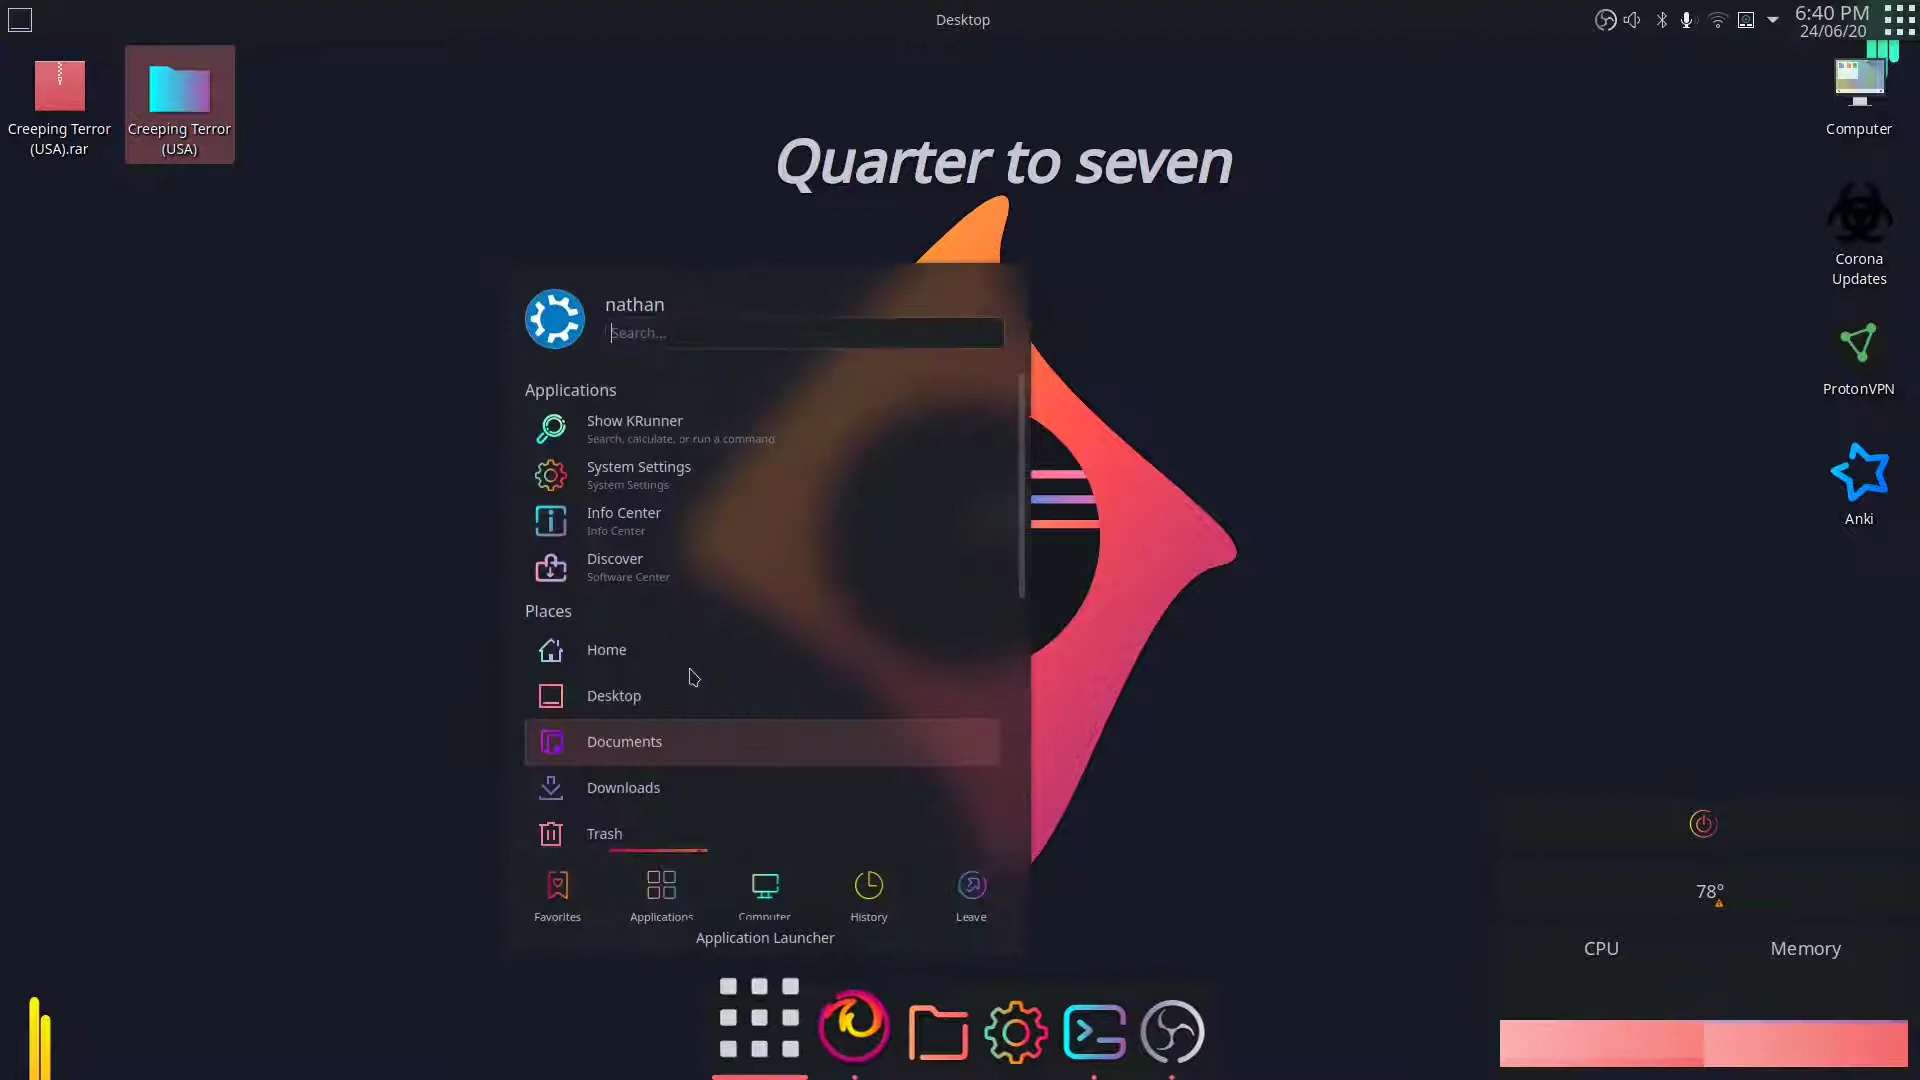 Desktop
6:40 PM
24/06/20
Creeping Terror
(USA).rar
Creeping Terror
(USA)
Computer
Corona
Updates
ProtonVPN
Anki
Quarter to seven
nathan
Search...
Applications
Show KRunner
Search, calculate, or run a command
System Settings
System Settings
Info Center
Info Center
Discover
Software Center
Places
Home
Desktop
Documents
Downloads
Trash
Favorites
Applications
Computer
History
Leave
Application Launcher
78°
CPU
Memory